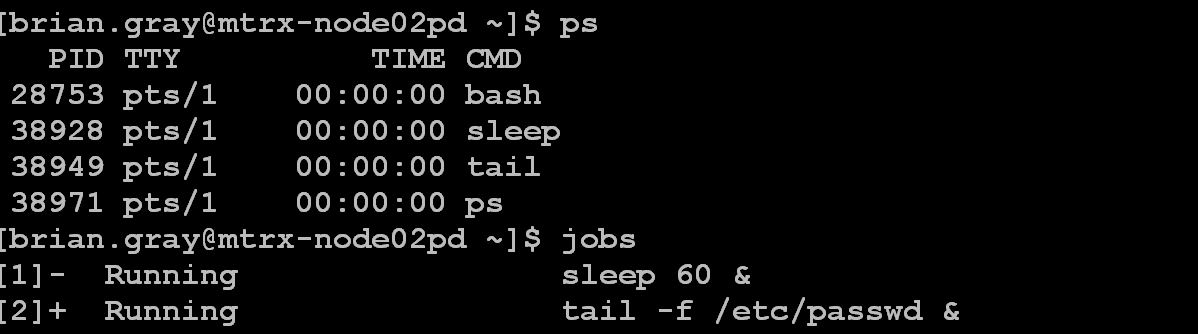 [brian.gray@mtrx-node02pd ~]$ ps
   PID TTY          TIME CMD
 28753 pts/1    00:00:00 bash
 38928 pts/1    00:00:00 sleep
 38949 pts/1    00:00:00 tail
 38971 pts/1    00:00:00 ps
[brian.gray@mtrx-node02pd ~]$ jobs
[1]-  Running                 sleep 60 &
[2]+  Running                 tail -f /etc/passwd &